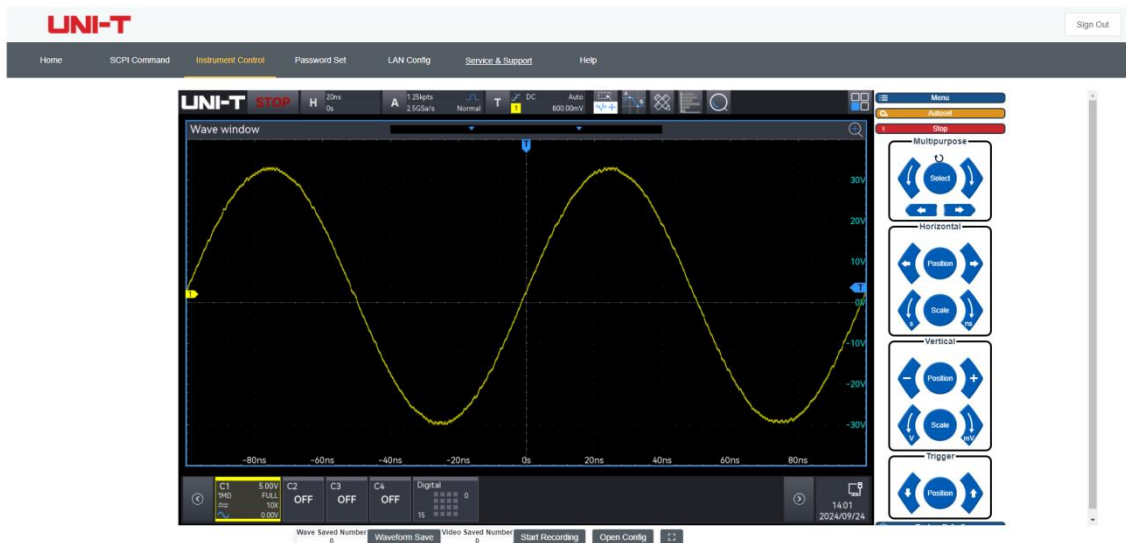 UNI-T
Sign Out
Home SCPI Command Instrument Control Password Set LAN Config Service & Support Help
UNI-T STOP H 20ns 0s A 1.25kpts 2.5GSa/s Normal T DC 1 Auto 800.00mV
Menu
Autoset
Stop
Wave window
T
Multipurpose
Select
Horizontal
Position
Scale
s ns
Vertical
Position
Scale
V mV
Trigger
Position
30V
20V
10V
T
0V
-10V
-20V
-30V
1
-80ns -60ns -40ns -20ns 0s 20ns 40ns 60ns 80ns
C1 5.00V
1MΩ FULL
10X
0.00V
C2
OFF
C3
OFF
C4
OFF
Digital
0
15
14:01
2024/09/24
Wave Saved Number
0
Waveform Save
Video Saved Number
0
Start Recording
Open Config